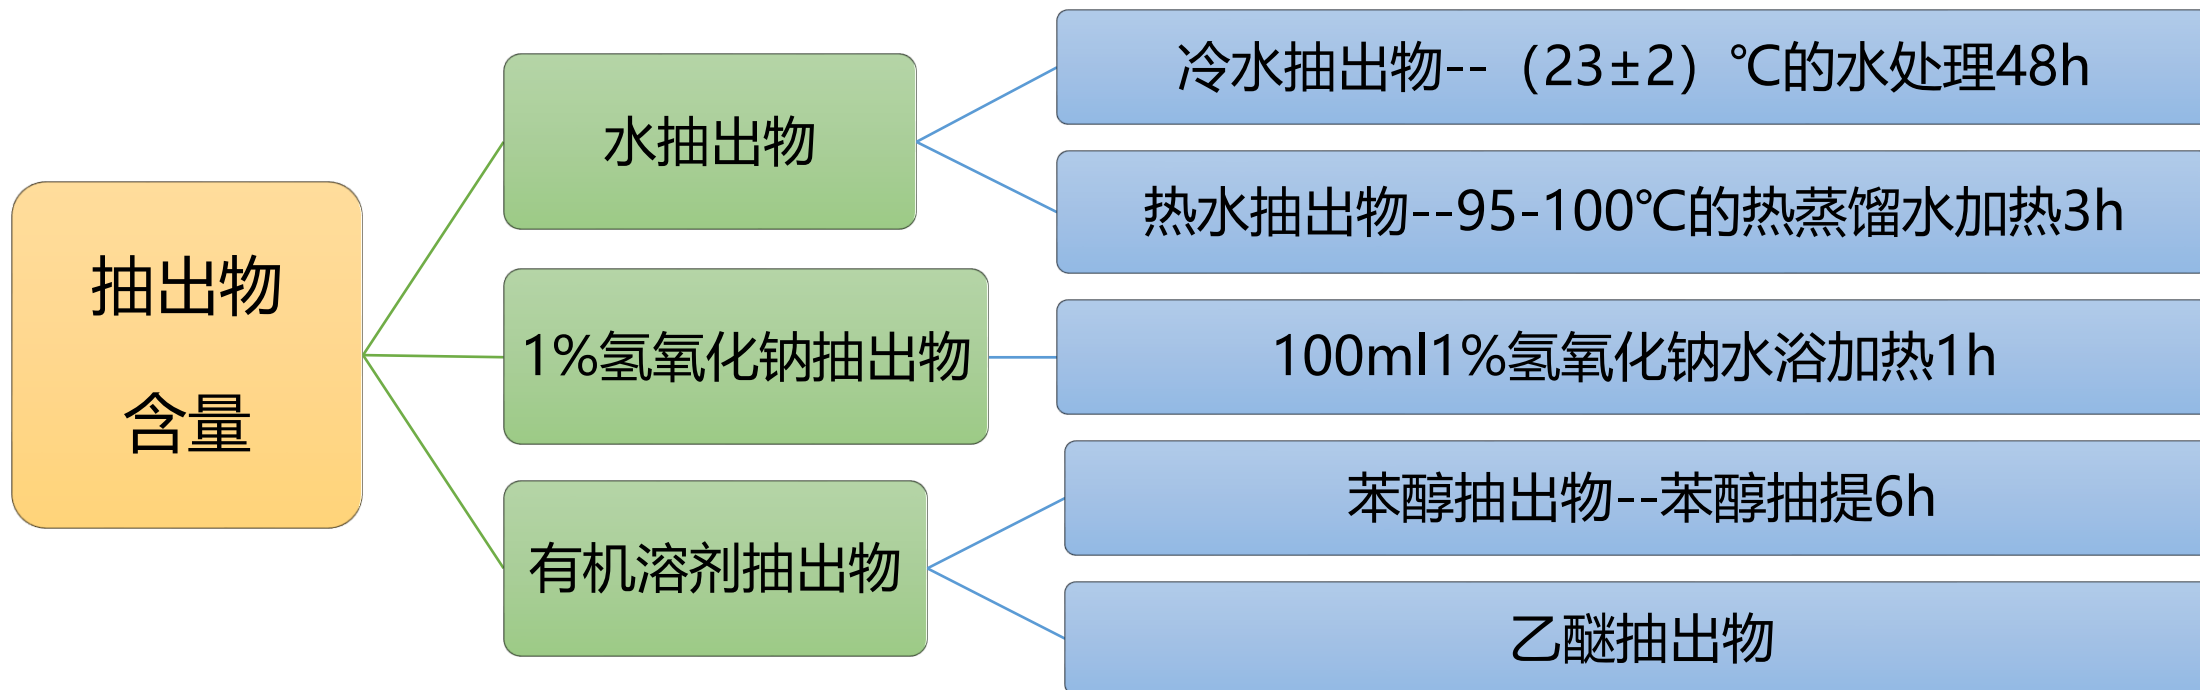 抽出物
含量
水抽出物
冷水抽出物--（23±2）℃的水处理48h
热水抽出物--95-100℃的热蒸馏水加热3h
1%氢氧化钠抽出物
100ml1%氢氧化钠水浴加热1h
有机溶剂抽出物
苯醇抽出物--苯醇抽提6h
乙醚抽出物